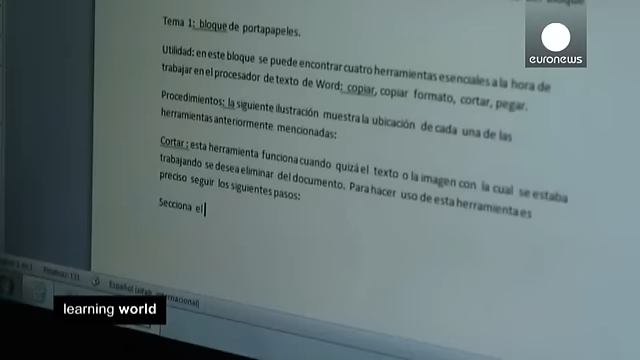 euronews
Tema 1: bloque de portapapeles.
Utilidad: en este bloque se puede encontrar cuatro herramientas esenciales a la hora de
trabajar en el procesador de texto de Word: copiar, copiar formato, cortar, pegar.
Procedimientos: la siguiente ilustración muestra la ubicación de cada una de las
herramientas anteriormente mencionadas:
Cortar: esta herramienta funciona cuando quizá el texto o la imagen con la cual se estaba
trabajando se desea eliminar del documento. Para hacer uso de esta herramienta es
preciso seguir los siguientes pasos:
Secciona el
Español
learning world